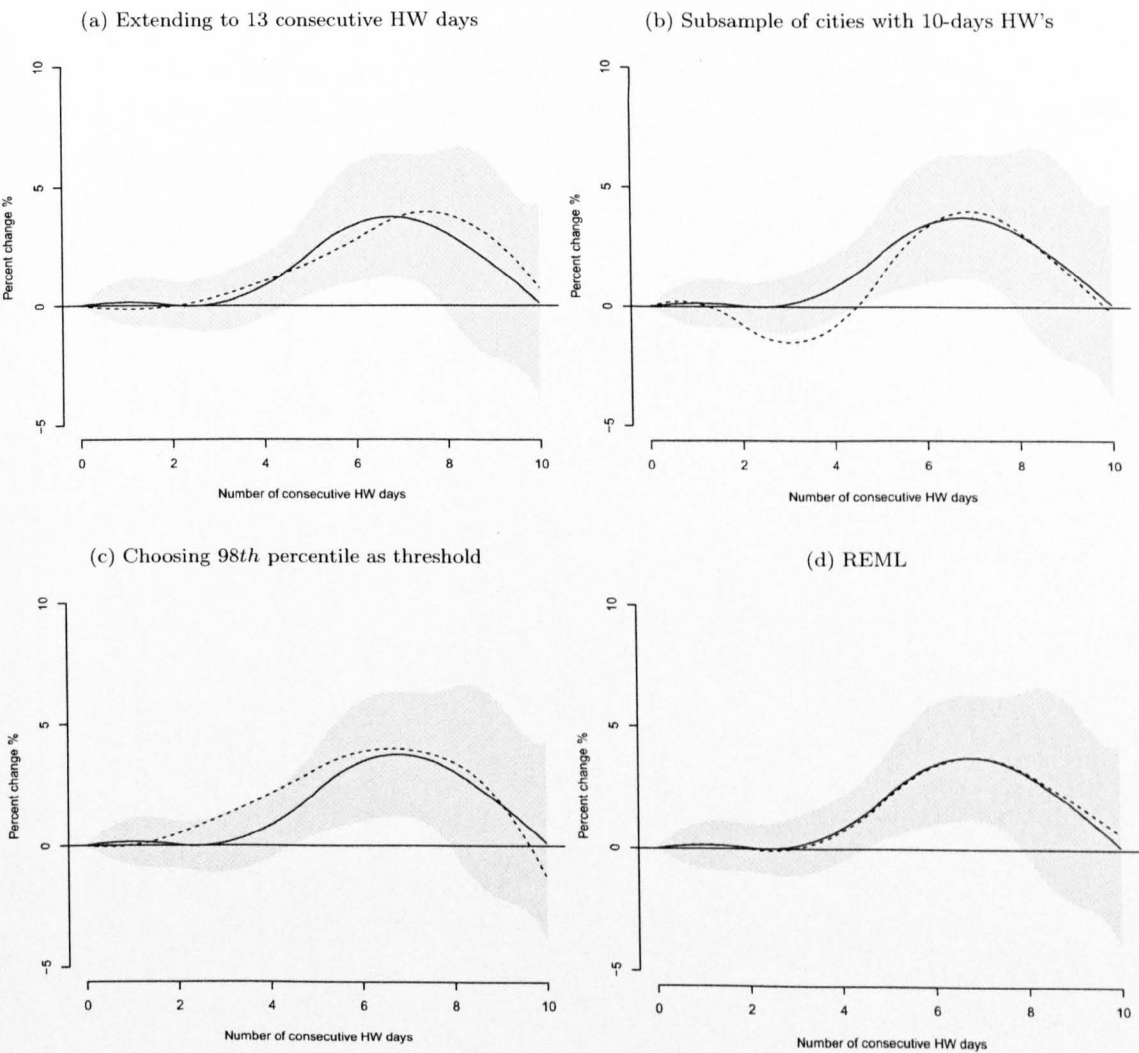 (a) Extending to 13 consecutive HW days
10
5
0
−5
Percent change %
0 2 4 6 8 10
Number of consecutive HW days
(b) Subsample of cities with 10-days HW's
10
5
0
−5
Percent change %
0 2 4 6 8 10
Number of consecutive HW days
(c) Choosing 98th percentile as threshold
10
5
0
−5
Percent change %
0 2 4 6 8 10
Number of consecutive HW days
(d) REML
10
5
0
−5
Percent change %
0 2 4 6 8 10
Number of consecutive HW days